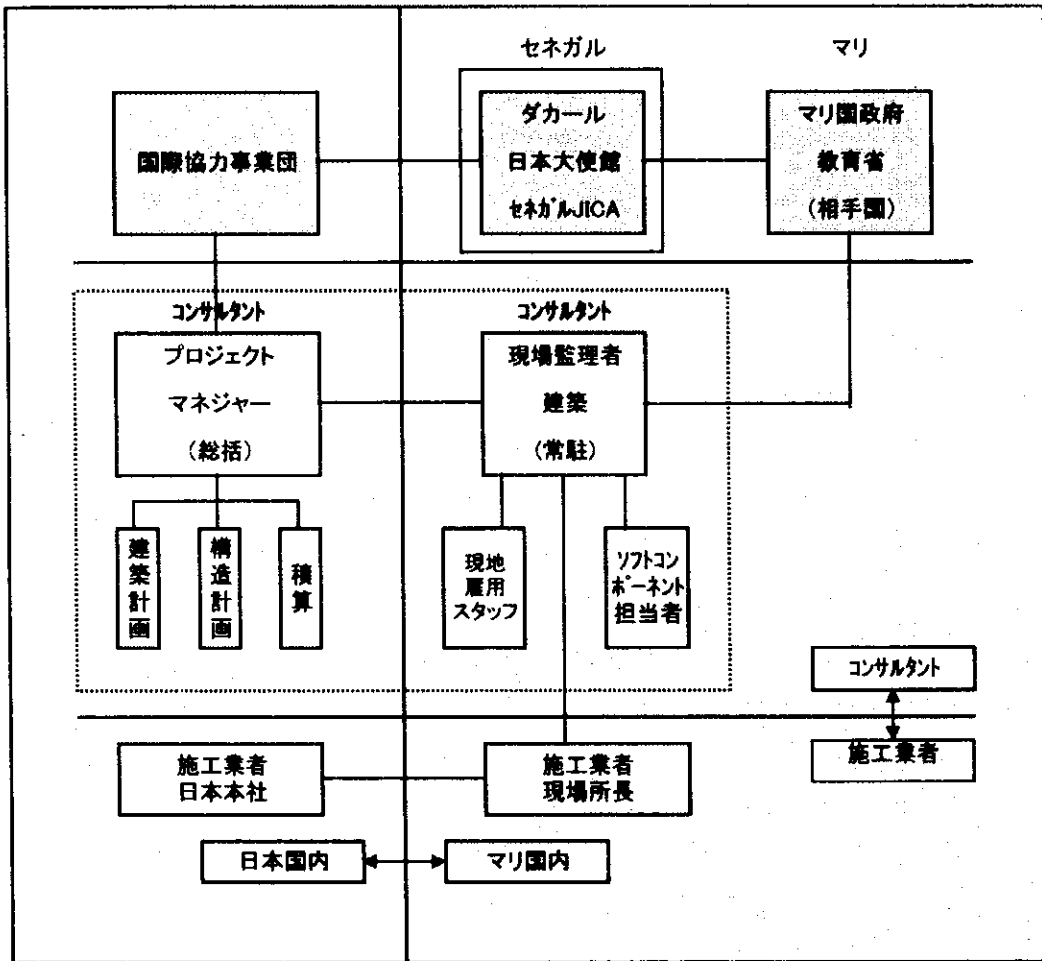 セネガル
マリ
国際協力事業団
ダカール
日本大使館
セネガルJICA
マリ国政府
教育省
(相手国)
コンサルタント
プロジェクト
マネジャー
(総括)
コンサルタント
現場監理者
建築
(常駐)
建築計画
構造計画
積算
現地
雇用
スタッフ
ソフトコン
ポーネント
担当者
コンサルタント
施工業者
施工業者
日本本社
施工業者
現場所長
日本国内
マリ国内